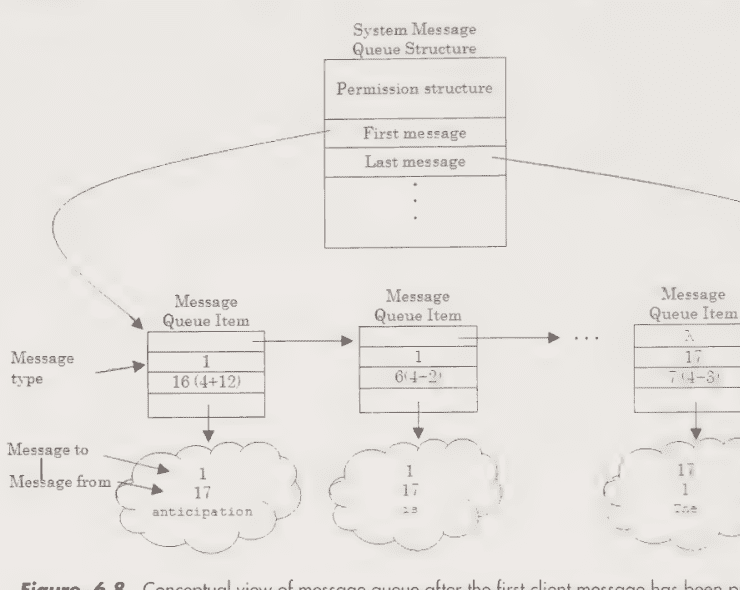 System Message
Queue Structure
Permission structure
First message
Last message
Message
Queue Item
Message
Queue Item
Message
Queue Item
Message
type
1
16 (4+12)
1
6(4-2)
...
17
7 (4-3)
Message to
Message from
1
17
anticipation
1
17
is
17
1
The
Figure 6.8 Conceptual view of message queue after the first client message has been